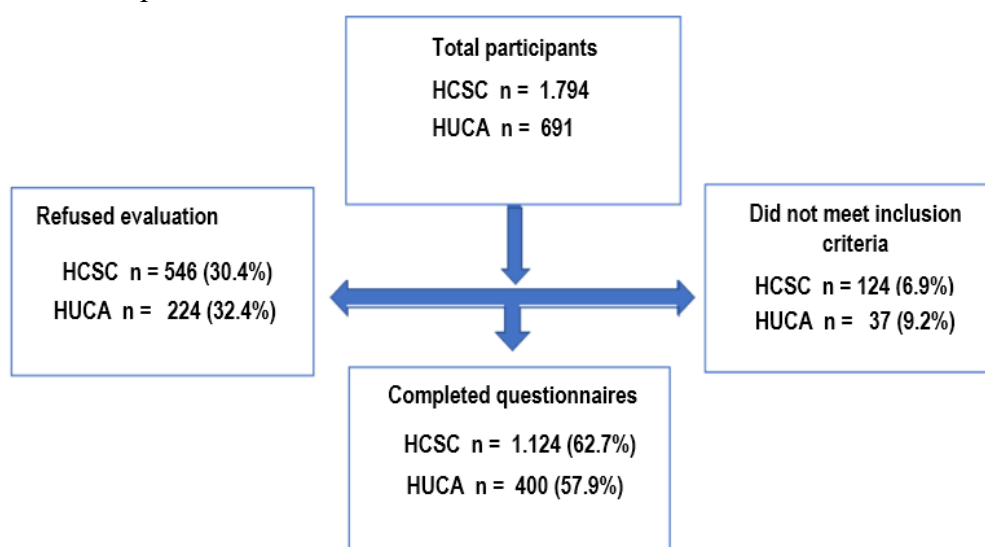 Total participants
HCSC n = 1.794
HUCA n = 691
Refused evaluation
HCSC n = 546 (30.4%)
HUCA n = 224 (32.4%)
Did not meet inclusion
criteria
HCSC n = 124 (6.9%)
HUCA n = 37 (9.2%)
Completed questionnaires
HCSC n = 1.124 (62.7%)
HUCA n = 400 (57.9%)